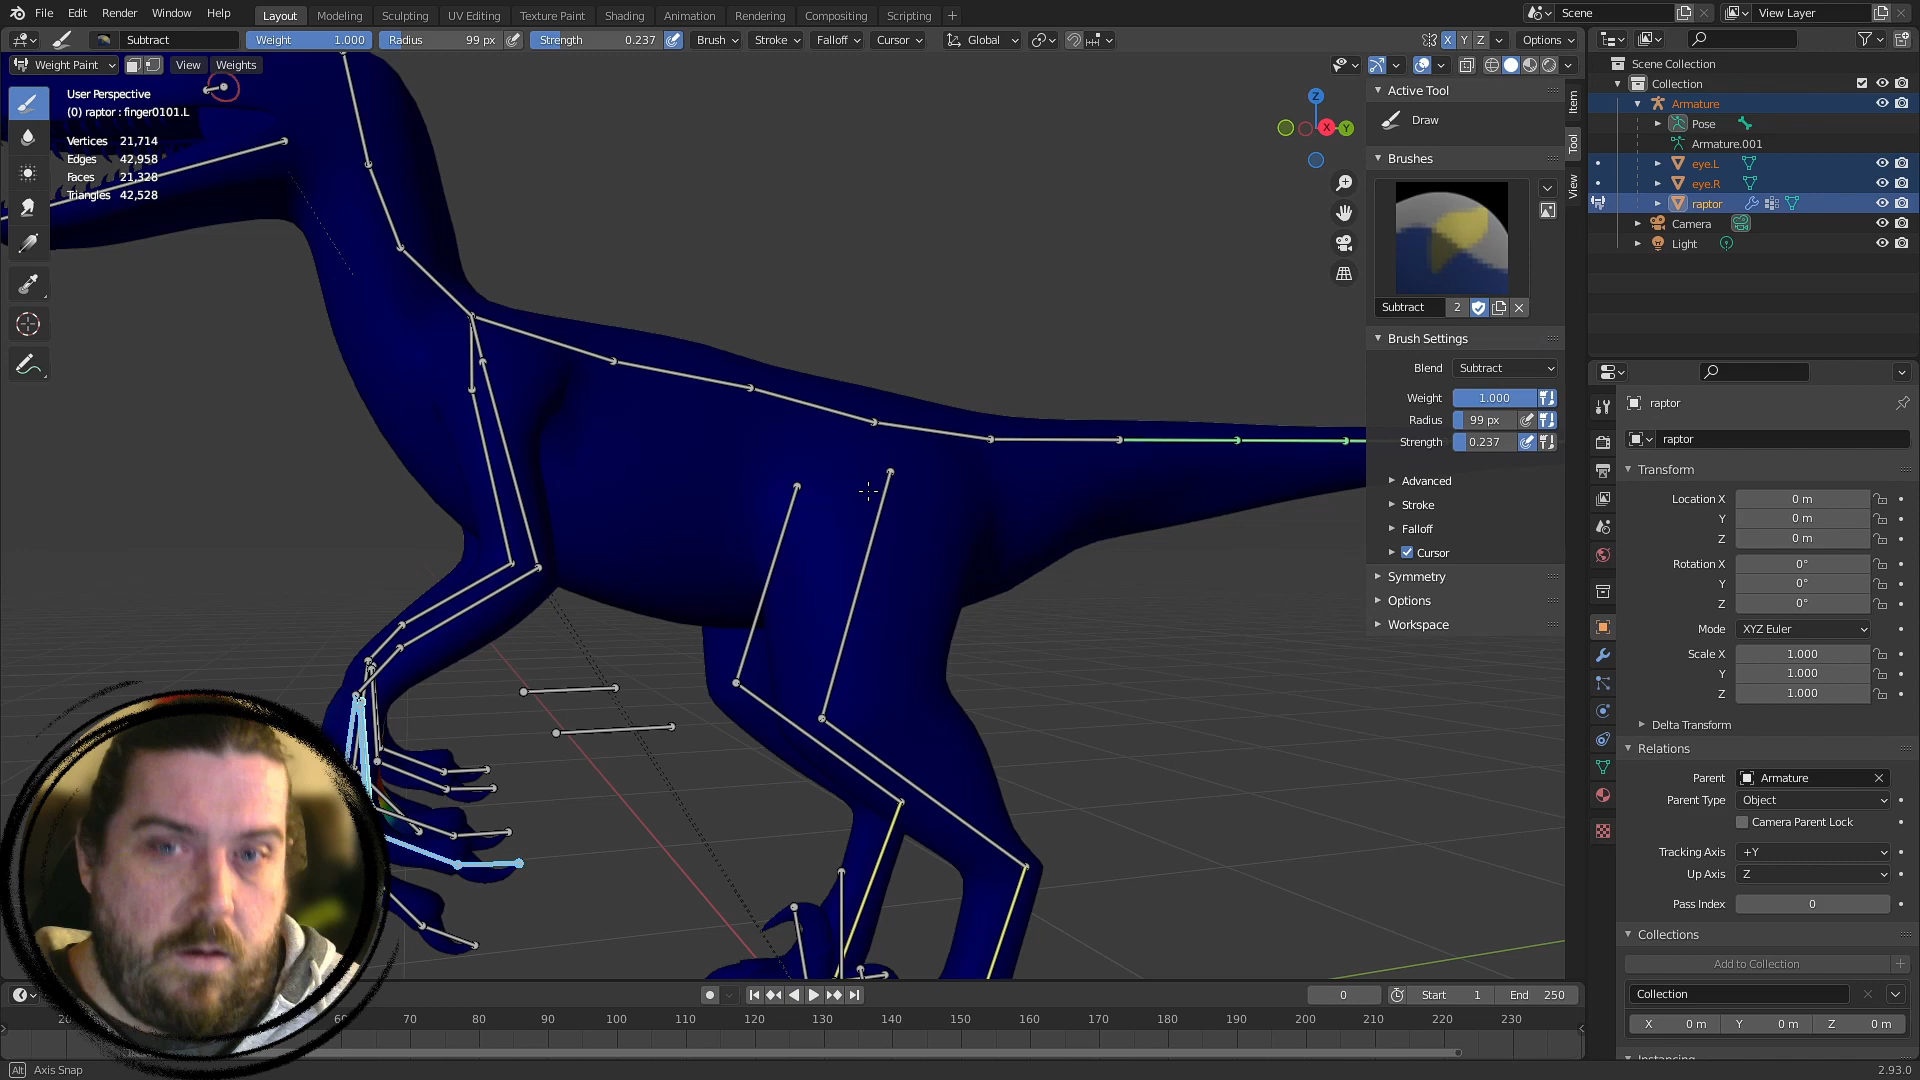 File Edit Render Window Help
Layout Modeling Sculpting UV Editing Texture Paint Shading Animation Rendering Compositing Scripting +
Scene
View Layer
Subtract
Weight 1.000
Radius 99 px
Strength 0.237
Brush Stroke Falloff Cursor
Global
X Y Z
Options
Weight Paint View Weights
User Perspective
(0) raptor : finger0101.L
Vertices 21,714
Edges 42,958
Faces 21,328
Triangles 42,528
Z
X
Y
Active Tool
Draw
Brushes
Subtract 2
Brush Settings
Blend Subtract
Weight 1.000
Radius 99 px
Strength 0.237
Advanced
Stroke
Falloff
Cursor
Symmetry
Options
Workspace
Item
Tool
View
Scene Collection
Collection
Armature
Pose
Armature.001
eye.L
eye.R
raptor
Camera
Light
raptor
raptor
Transform
Location X 0 m
Y 0 m
Z 0 m
Rotation X 0°
Y 0°
Z 0°
Mode XYZ Euler
Scale X 1.000
Y 1.000
Z 1.000
Delta Transform
Relations
Parent Armature
Parent Type Object
Camera Parent Lock
Tracking Axis +Y
Up Axis Z
Pass Index 0
Collections
Add to Collection
Collection
X 0 m Y 0 m Z 0 m
Instancing
0
Start 1
End 250
20 60 70 80 90 100 110 120 130 140 150 160 170 180 190 200 210 220 230
Alt Axis Snap
2.93.0